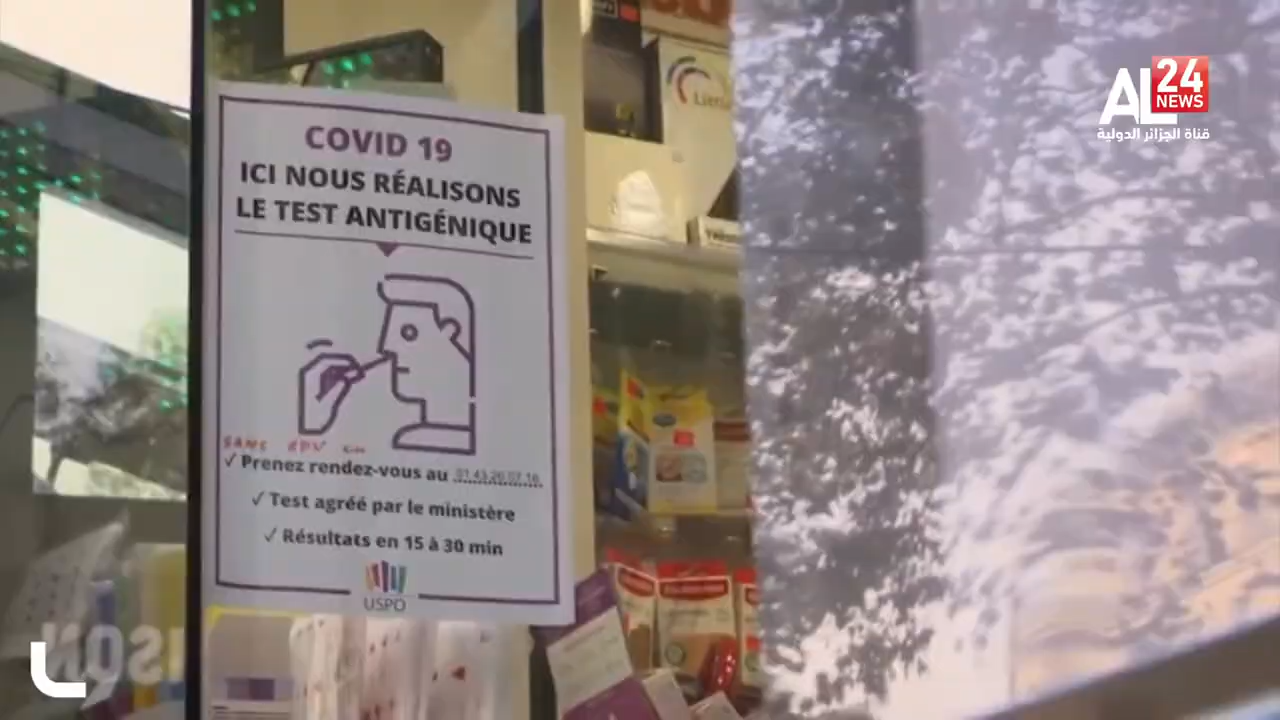 AL
24
NEWS
قناة الجزائر الدولية
COVID 19
ICI NOUS RÉALISONS
LE TEST ANTIGÉNIQUE
SANS RDV
✓ Prenez rendez-vous au 01.43.26.07.16
✓ Test agréé par le ministère
✓ Résultats en 15 à 30 min
USPO